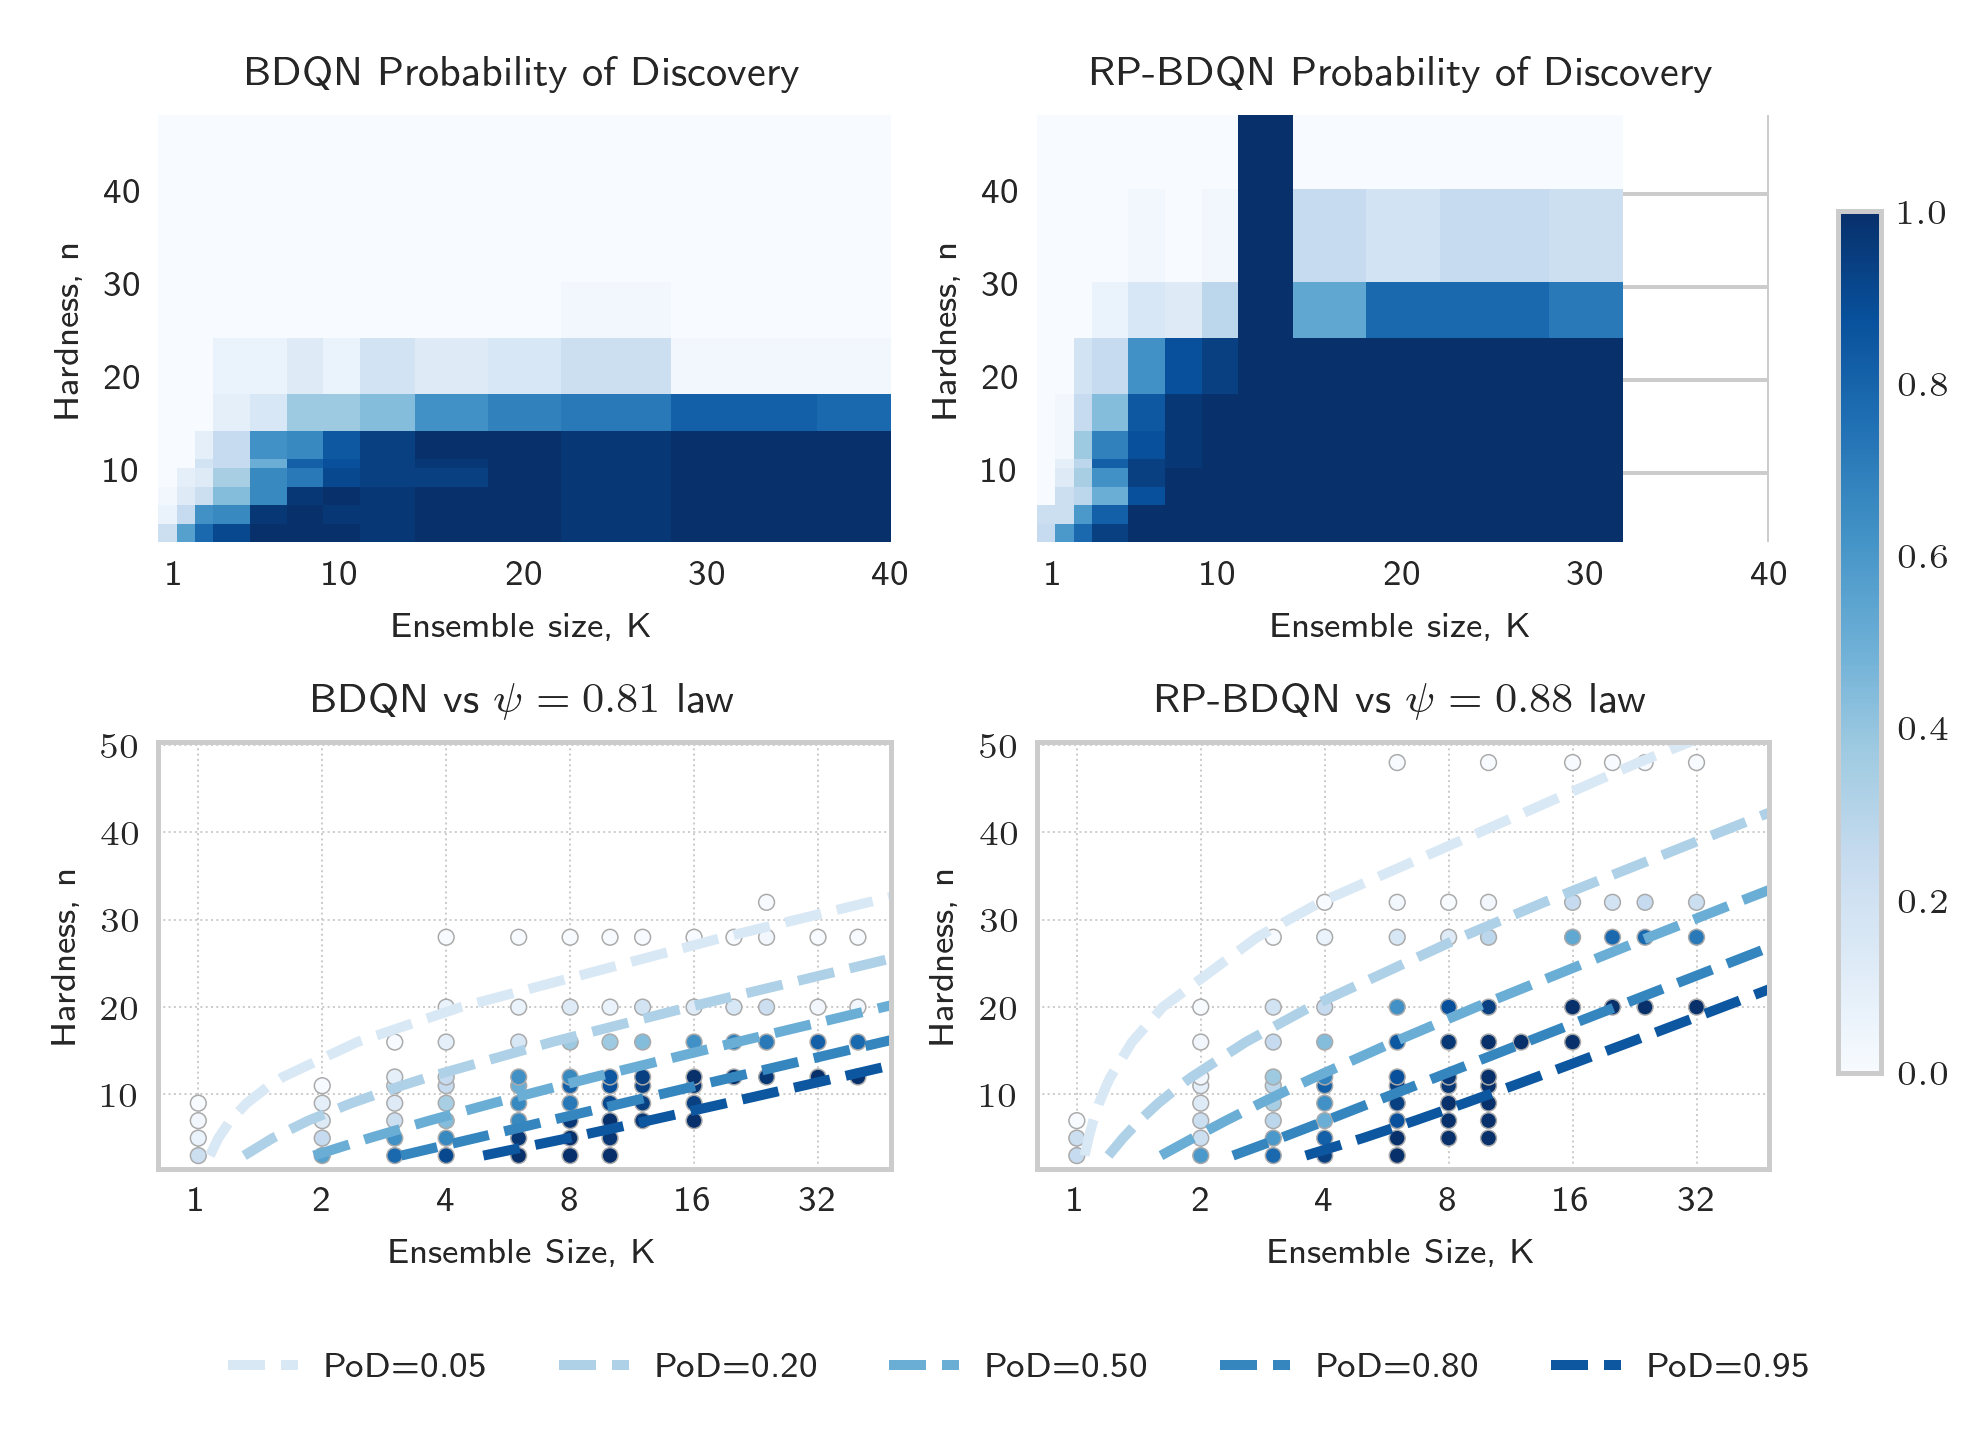 BDQN Probability of Discovery
Hardness, n
40
30
20
10
1 10 20 30 40
Ensemble size, K
RP-BDQN Probability of Discovery
Hardness, n
40
30
20
10
1 10 20 30 40
Ensemble size, K
1.0
0.8
0.6
0.4
0.2
0.0
BDQN vs ψ = 0.81 law
Hardness, n
50
40
30
20
10
1 2 4 8 16 32
Ensemble Size, K
RP-BDQN vs ψ = 0.88 law
Hardness, n
50
40
30
20
10
1 2 4 8 16 32
Ensemble Size, K
PoD=0.05 PoD=0.20 PoD=0.50 PoD=0.80 PoD=0.95